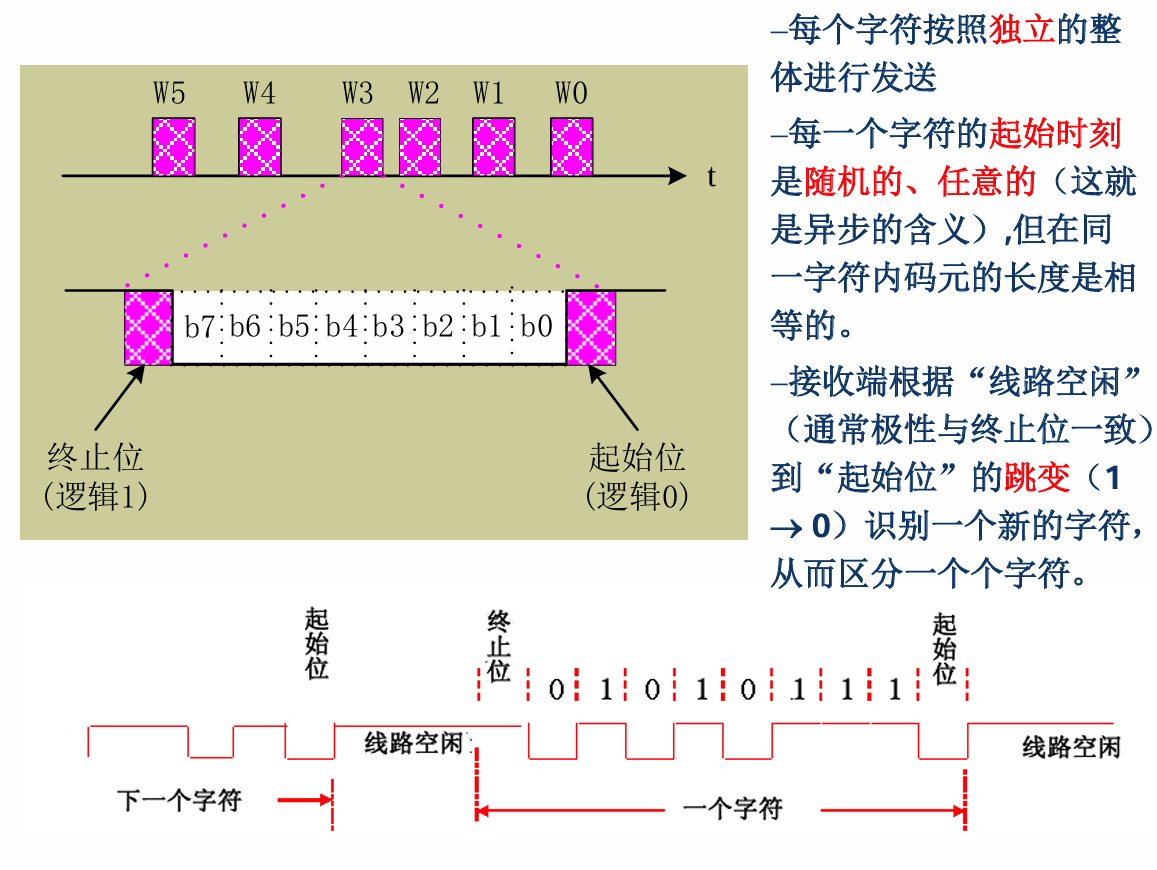 –每个字符按照独立的整
体进行发送
–每一个字符的起始时刻
是随机的、任意的（这就
是异步的含义）,但在同
一字符内码元的长度是相
等的。
–接收端根据“线路空闲”
（通常极性与终止位一致）
到“起始位”的跳变（1
→ 0）识别一个新的字符，
从而区分一个个字符。
W5 W4 W3 W2 W1 W0
t
b7 b6 b5 b4 b3 b2 b1 b0
终止位
(逻辑1)
起始位
(逻辑0)
起始位
终止位
0 1 0 1 0 1 1 1
起始位
线路空闲
线路空闲
下一个字符
一个字符